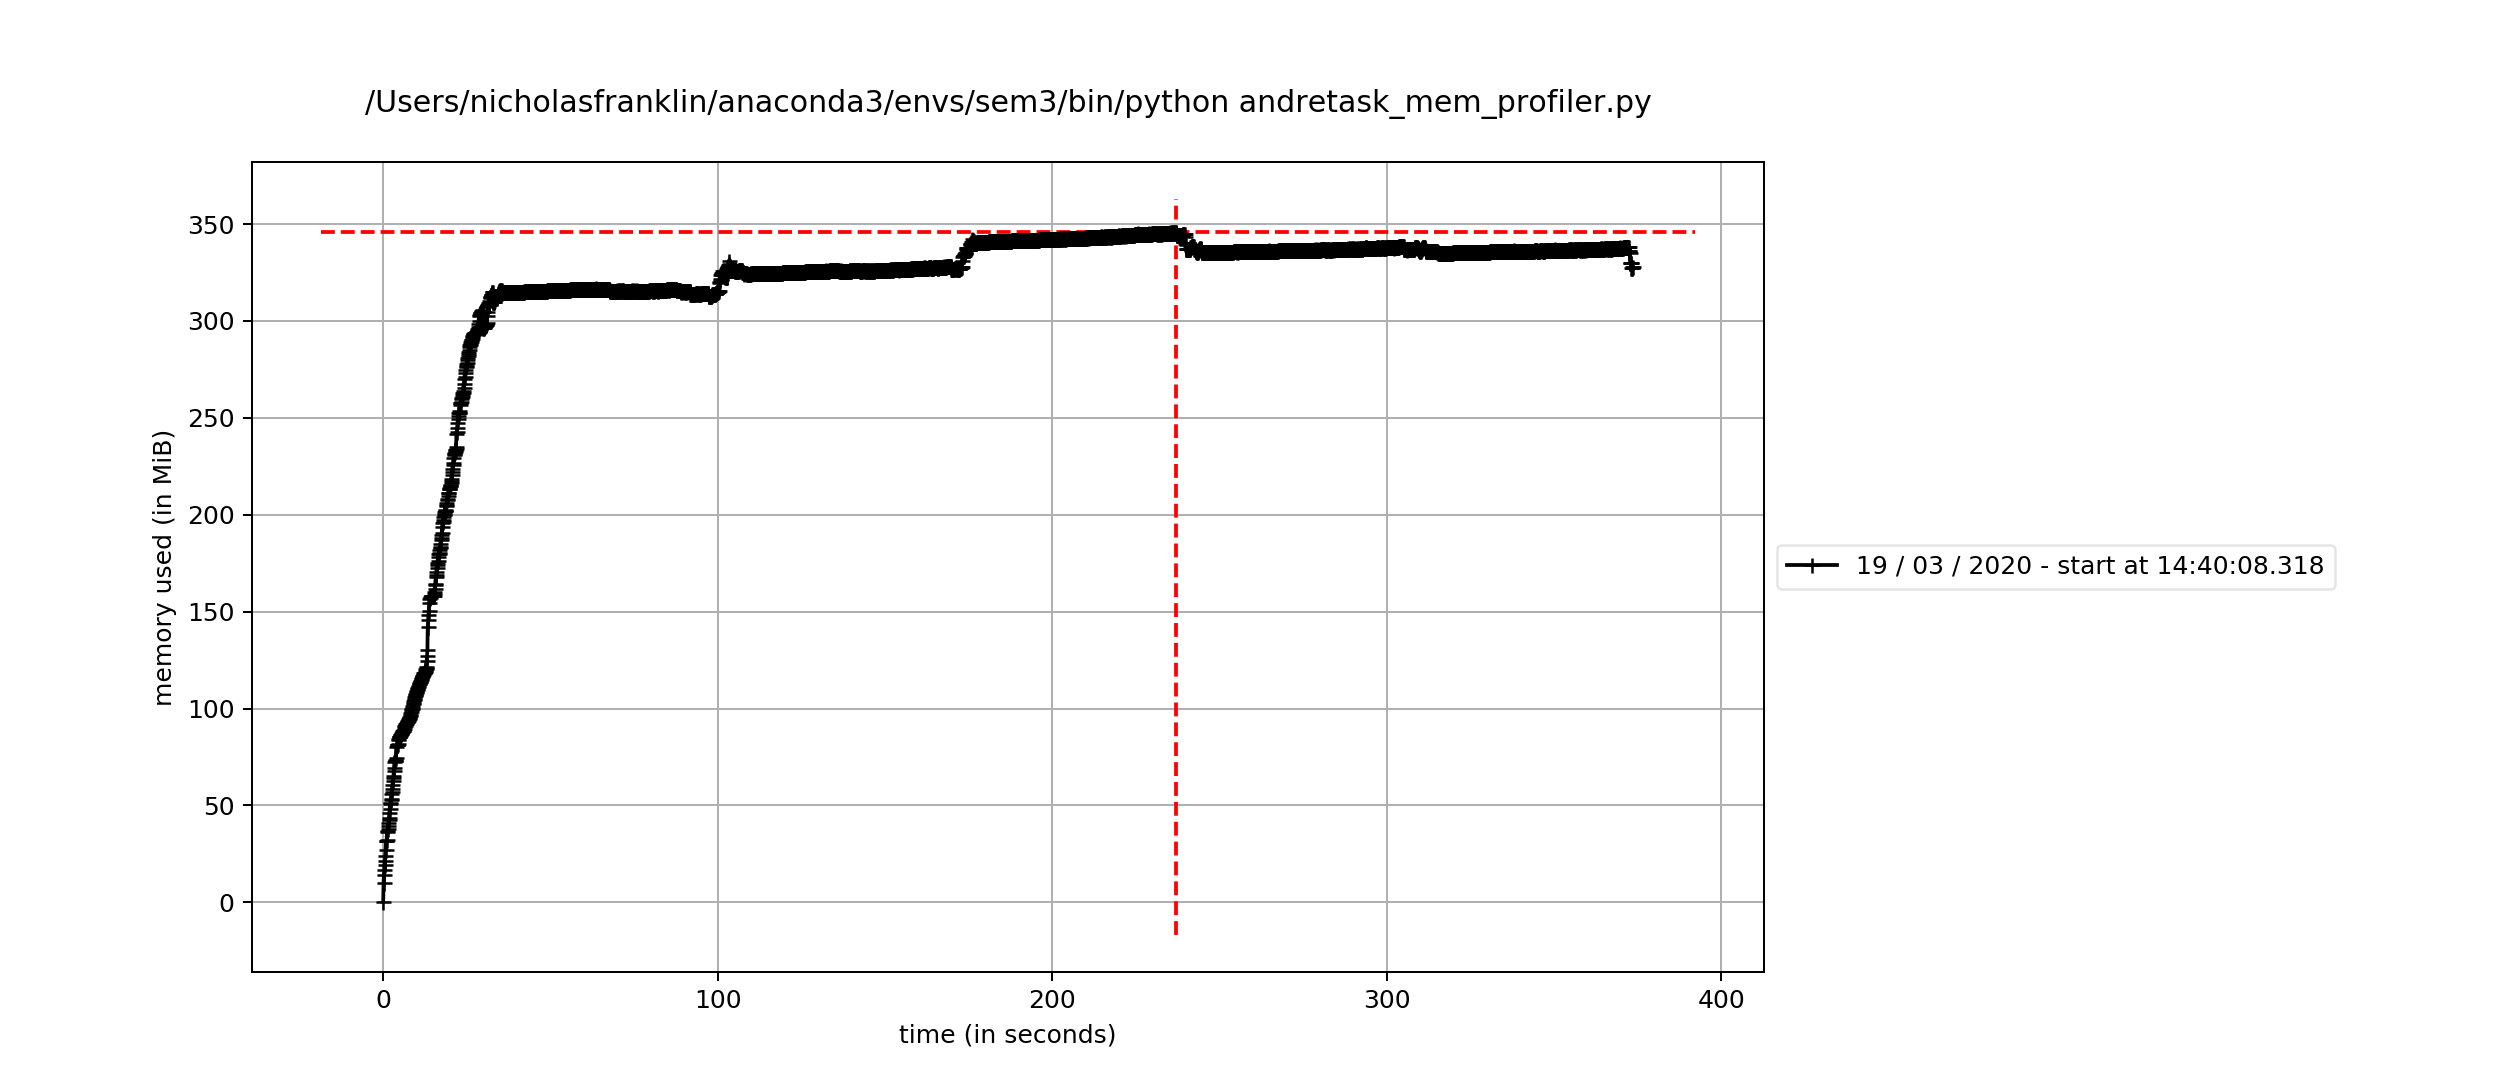 /Users/nicholasfranklin/anaconda3/envs/sem3/bin/python andretask_mem_profiler.py
350
300
250
200
150
100
50
0
memory used (in MiB)
19 / 03 / 2020 - start at 14:40:08.318
0 100 200 300 400
time (in seconds)